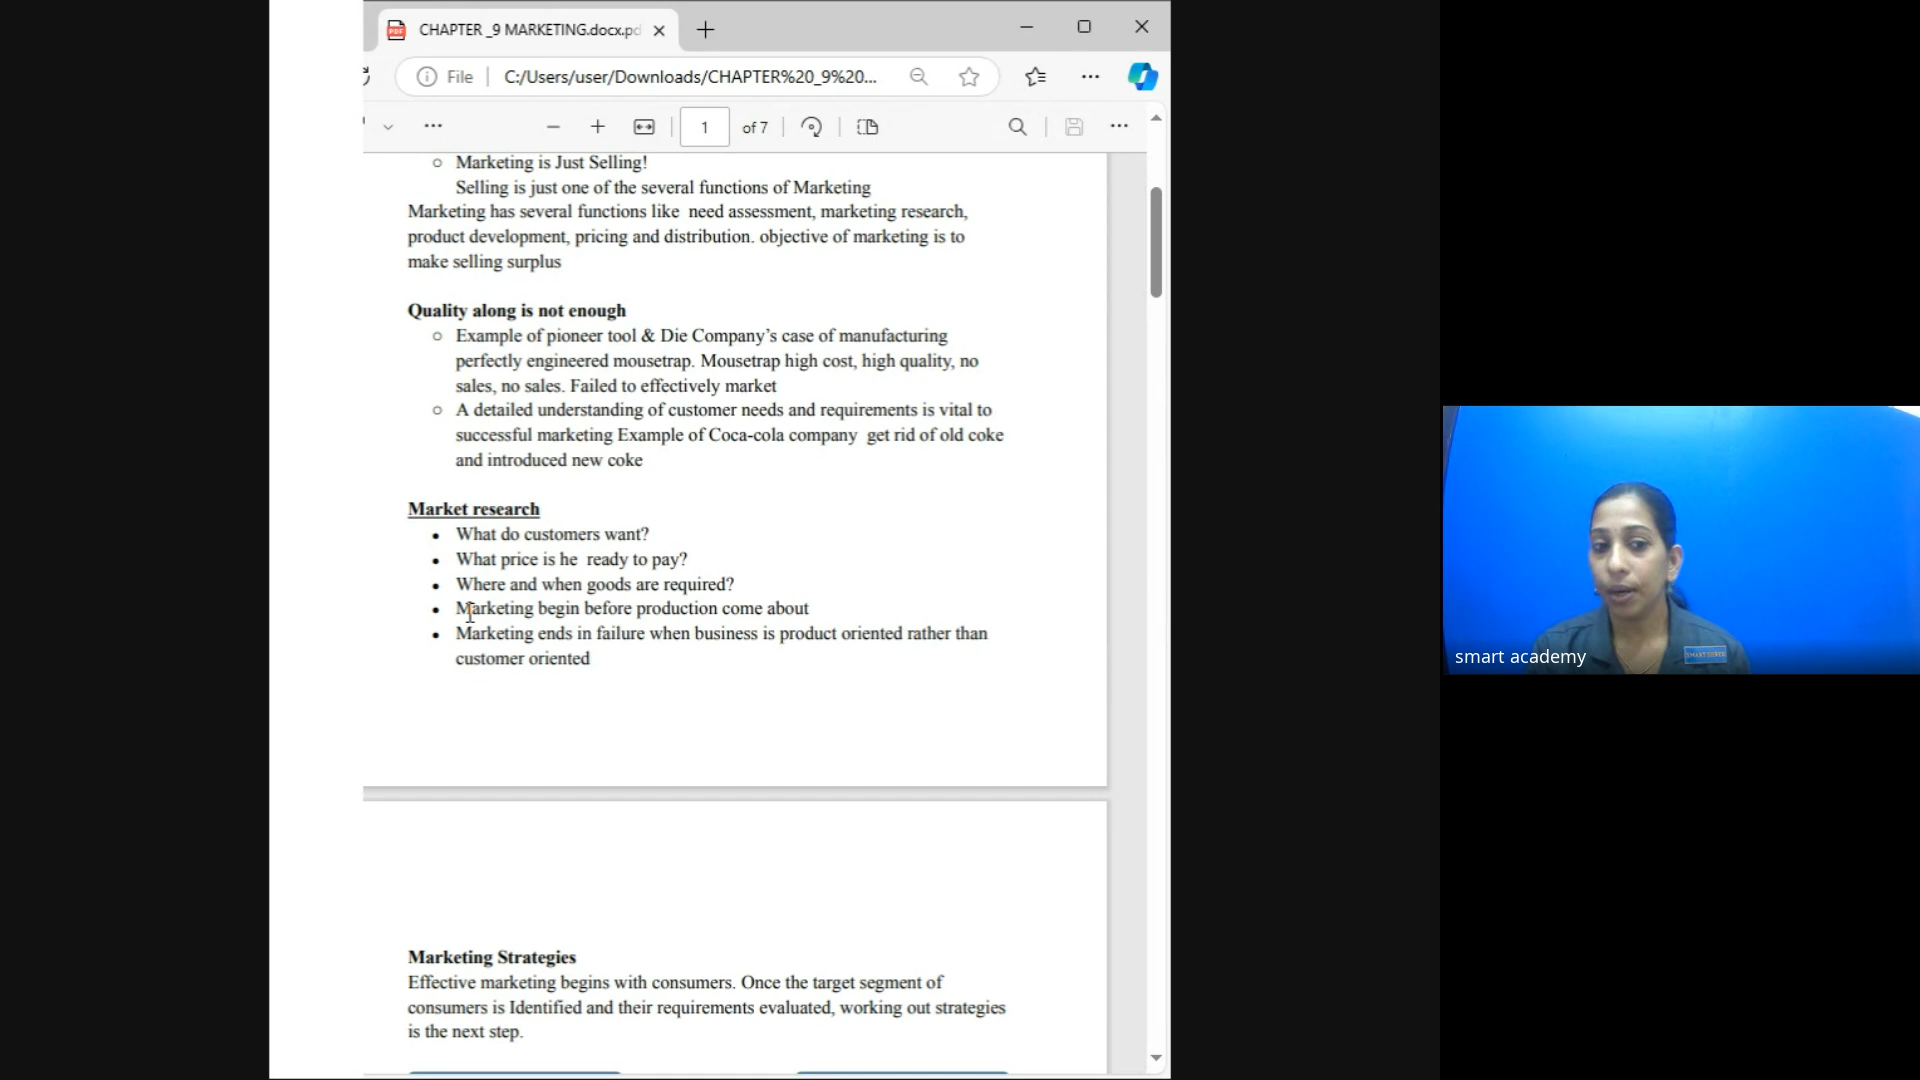 CHAPTER _9 MARKETING.docx.pd
File
C:/Users/user/Downloads/CHAPTER%20_9%20...
1
of 7
Marketing is Just Selling!
Selling is just one of the several functions of Marketing
Marketing has several functions like  need assessment, marketing research,
product development, pricing and distribution. objective of marketing is to
make selling surplus
Quality along is not enough
Example of pioneer tool & Die Company’s case of manufacturing
perfectly engineered mousetrap. Mousetrap high cost, high quality, no
sales, no sales. Failed to effectively market
A detailed understanding of customer needs and requirements is vital to
successful marketing Example of Coca-cola company  get rid of old coke
and introduced new coke
Market research
What do customers want?
What price is he  ready to pay?
Where and when goods are required?
Marketing begin before production come about
Marketing ends in failure when business is product oriented rather than
customer oriented
Marketing Strategies
Effective marketing begins with consumers. Once the target segment of
consumers is Identified and their requirements evaluated, working out strategies
is the next step.
smart academy